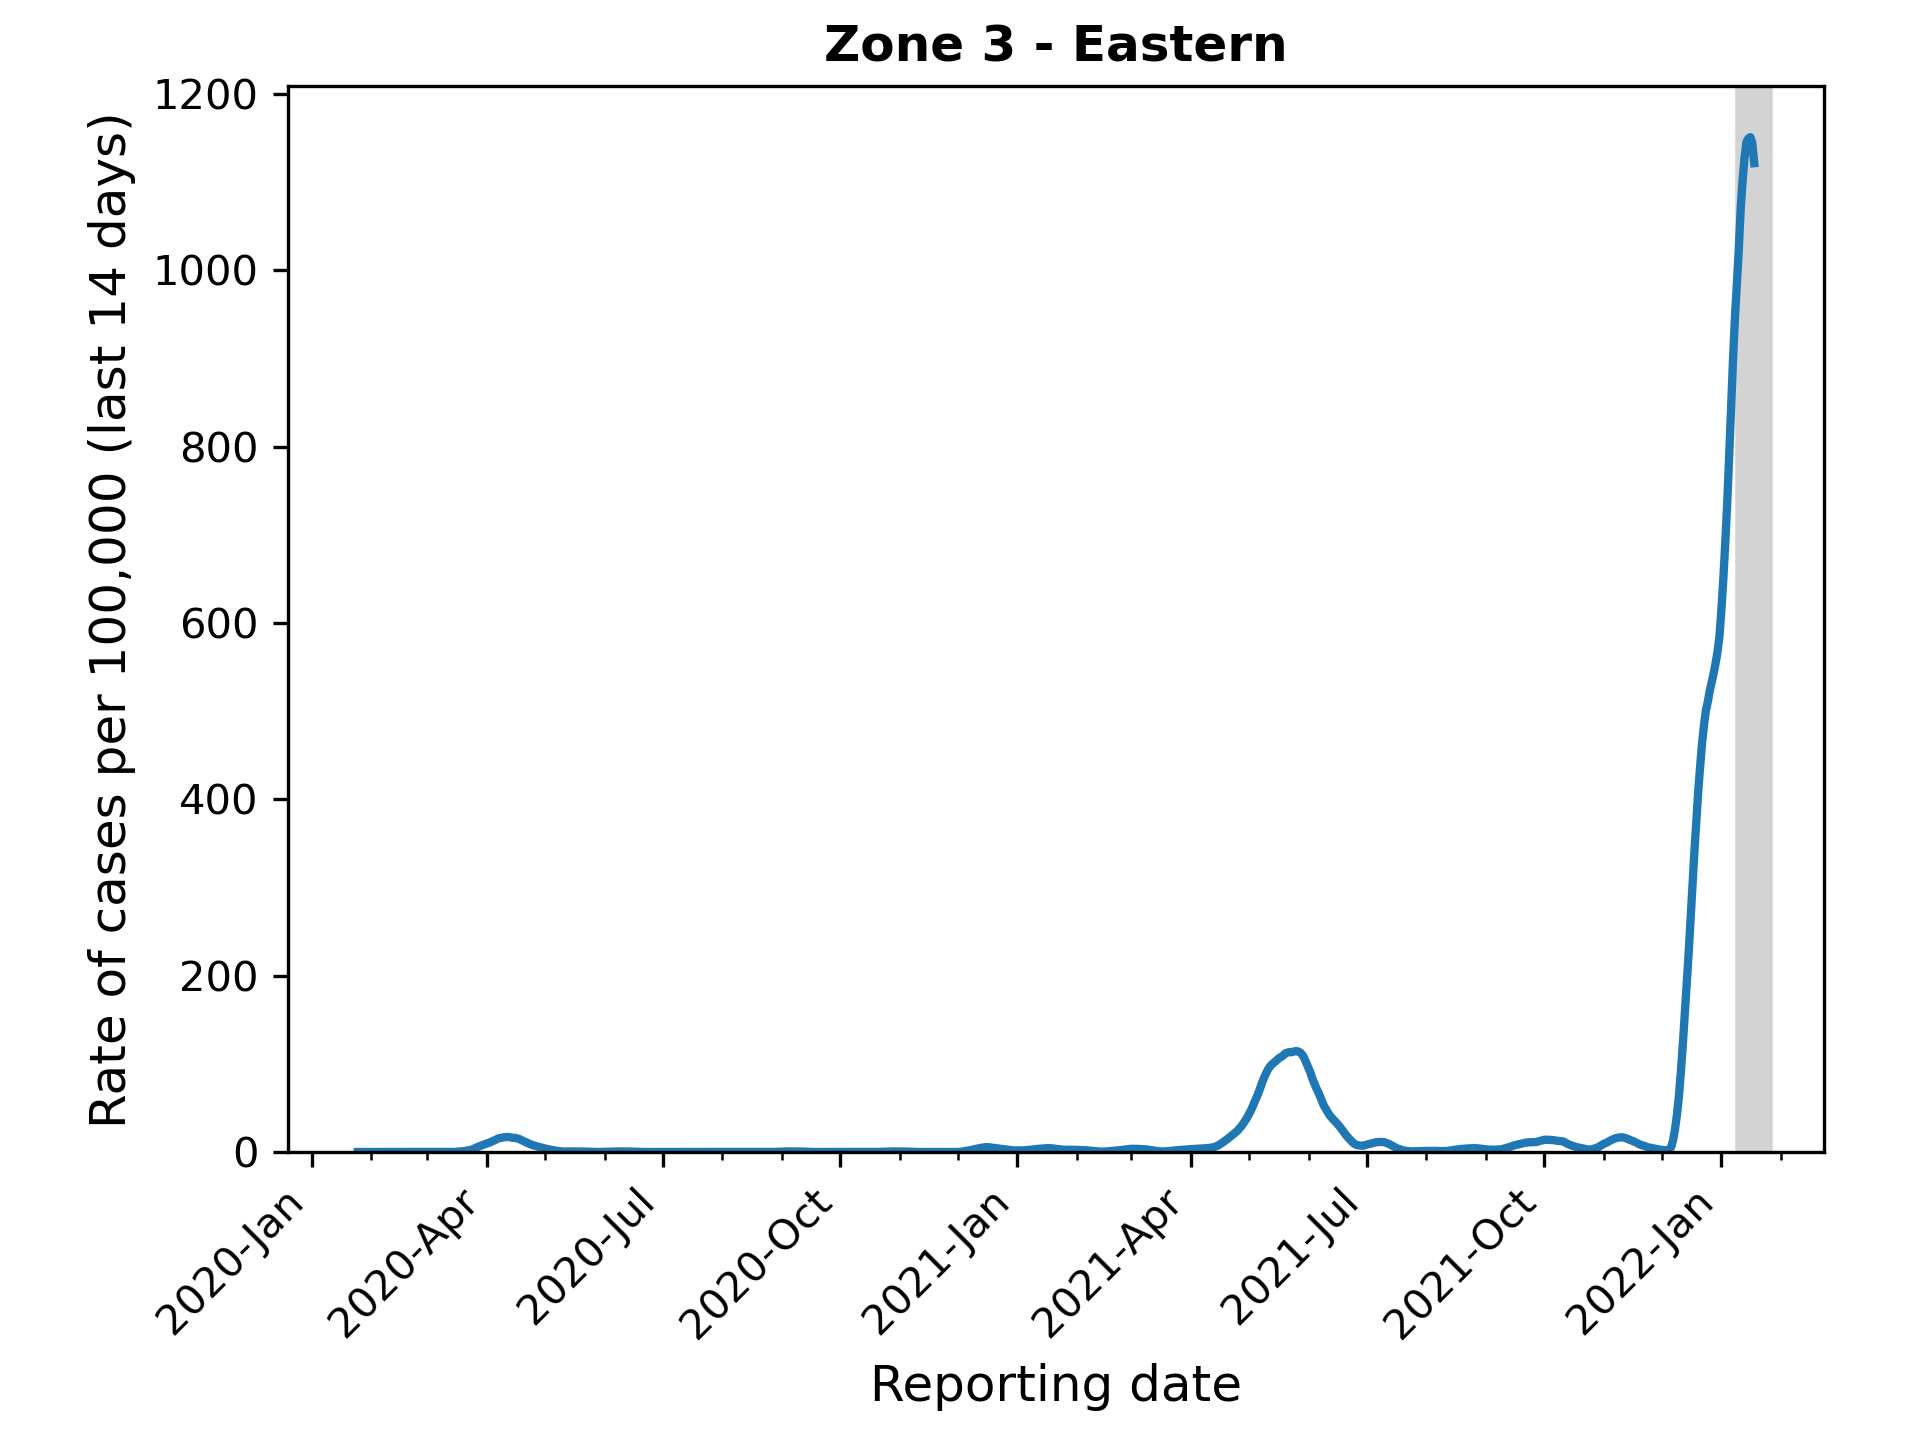 Zone 3 - Eastern
Rate of cases per 100,000 (last 14 days)
1200
1000
800
600
400
200
0
2020-Jan
2020-Apr
2020-Jul
2020-Oct
2021-Jan
2021-Apr
2021-Jul
2021-Oct
2022-Jan
Reporting date